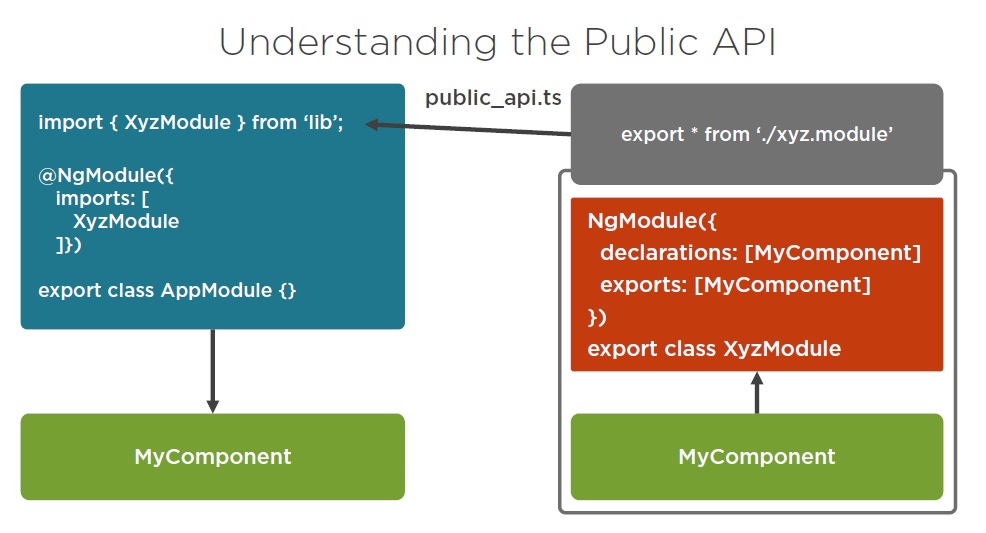 Understanding the Public API
import { XyzModule } from ‘lib’;
@NgModule({
imports: [
XyzModule
]})
export class AppModule {}
MyComponent
public_api.ts
export * from ‘./xyz.module’
NgModule({
declarations: [MyComponent]
exports: [MyComponent]
})
export class XyzModule
MyComponent